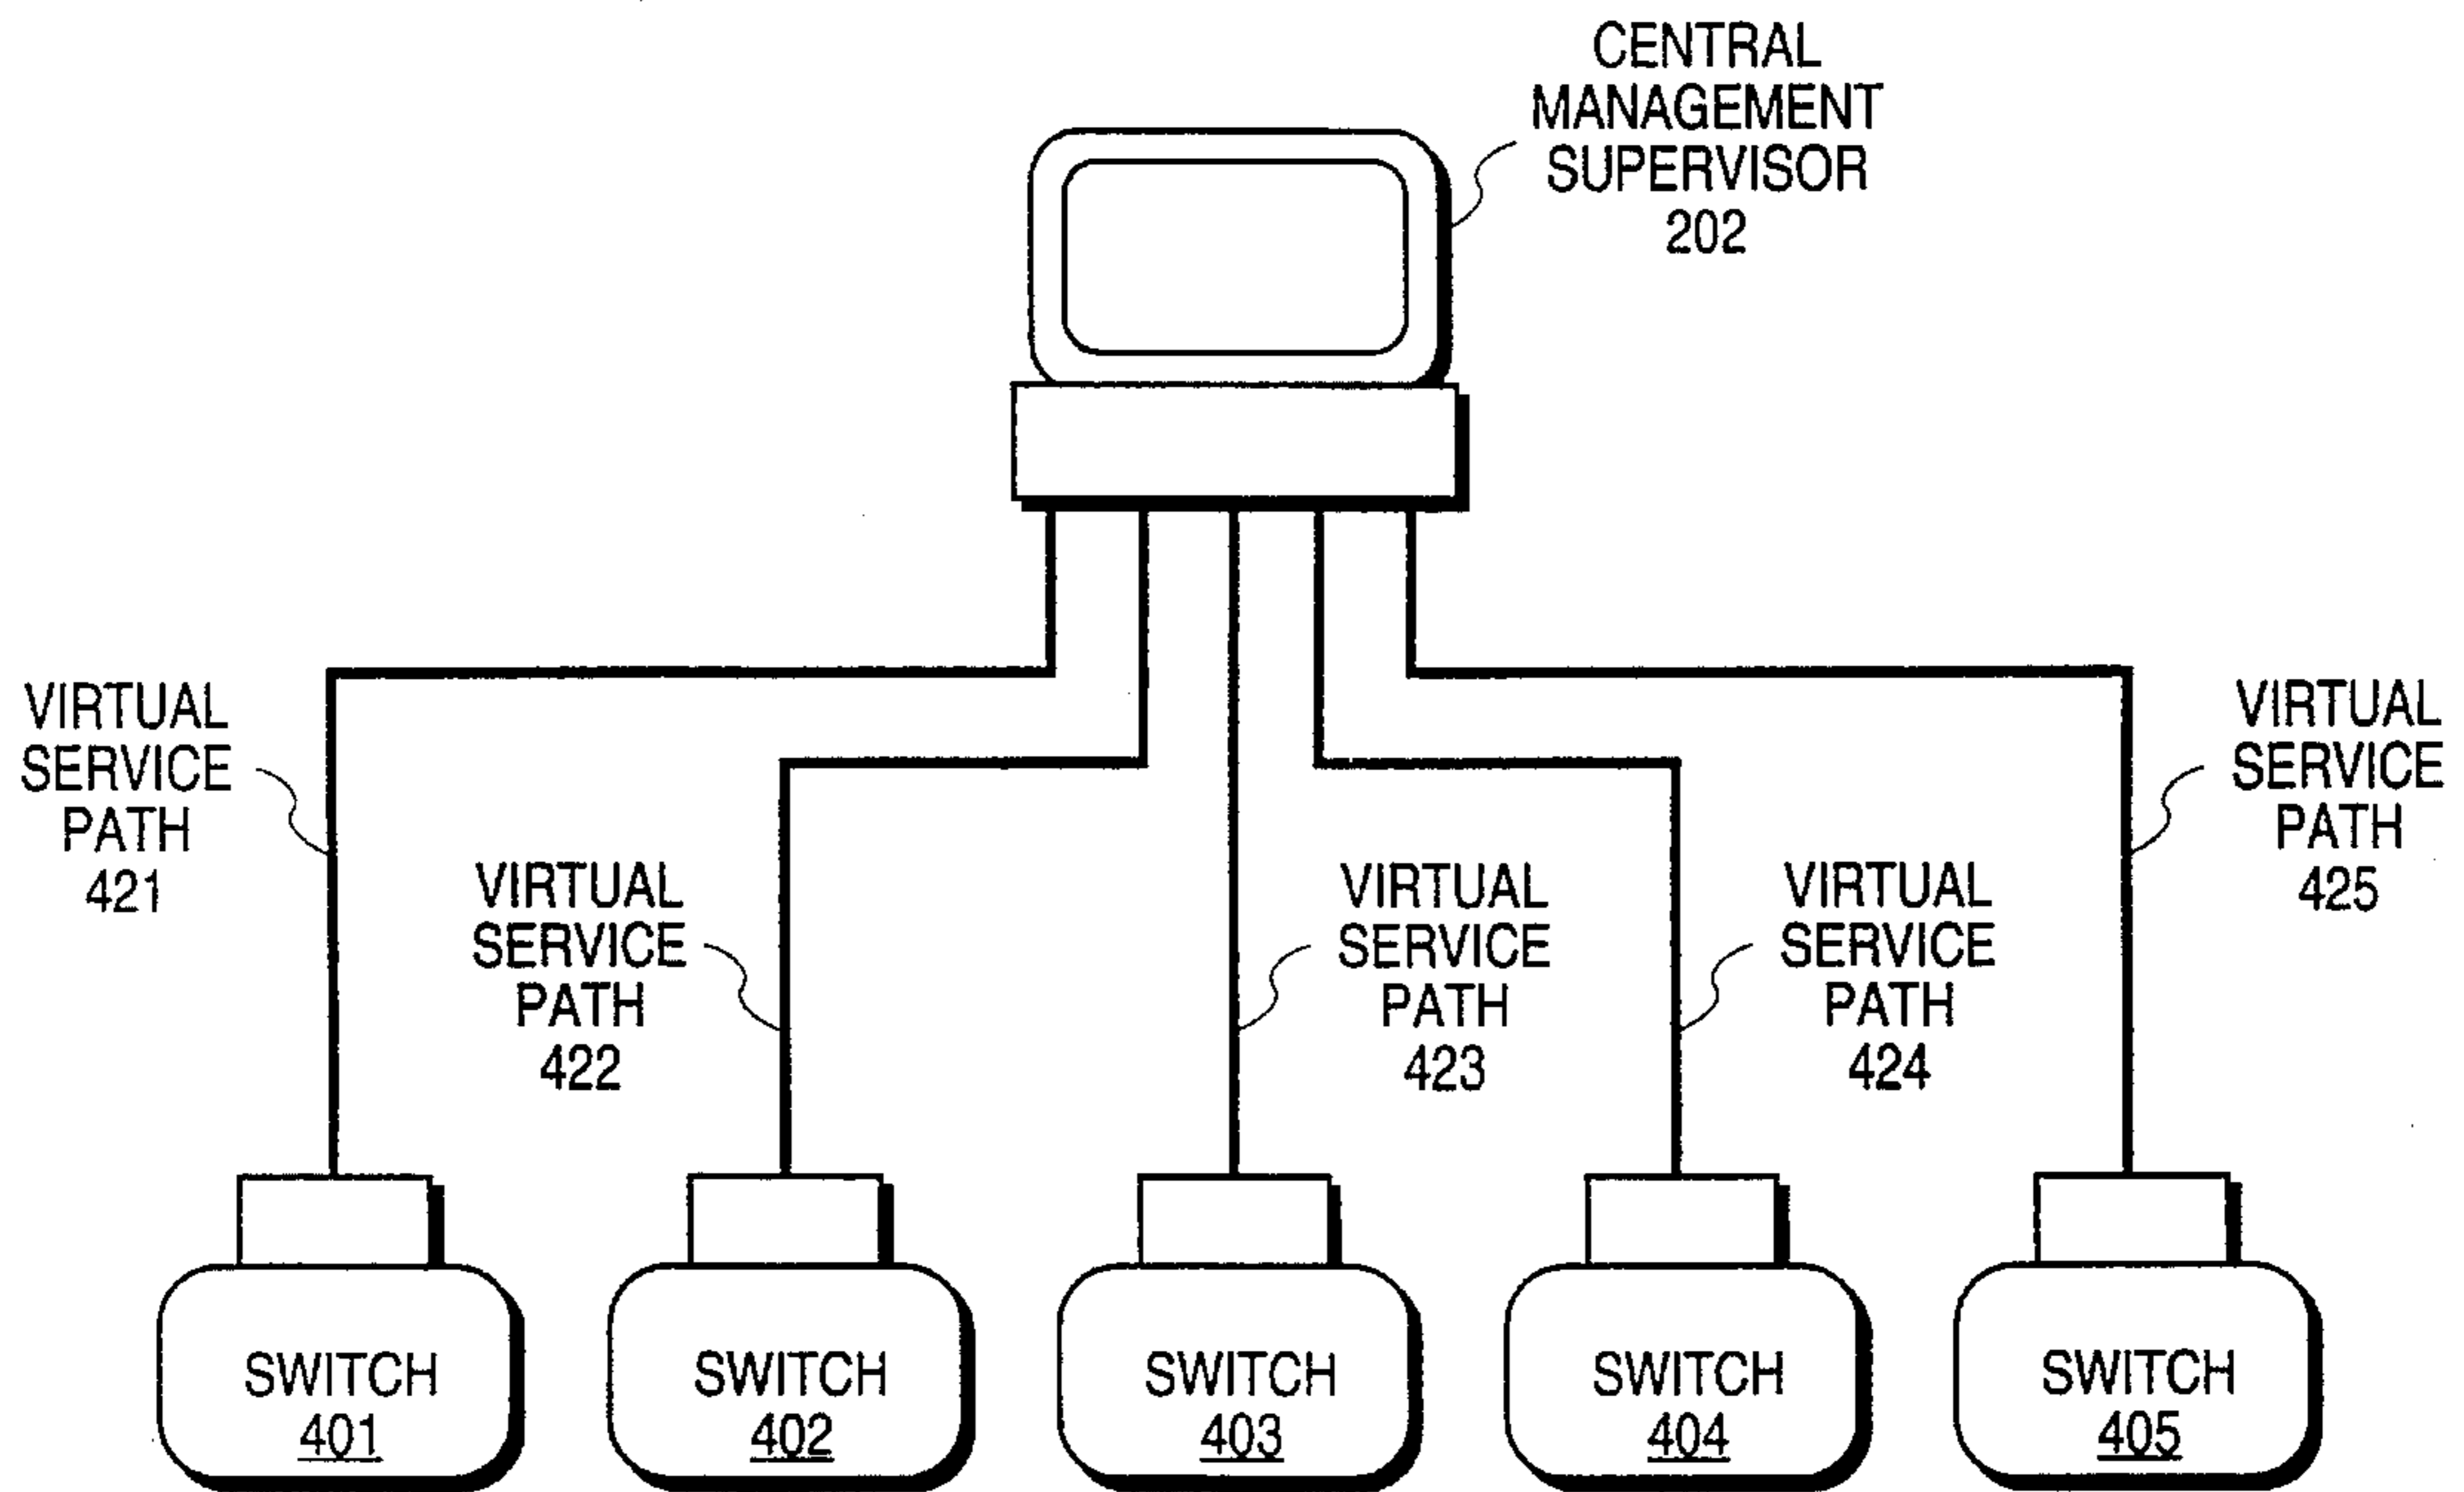 CENTRAL
MANAGEMENT
SUPERVISOR
202
VIRTUAL
SERVICE
PATH
421
VIRTUAL
SERVICE
PATH
422
VIRTUAL
SERVICE
PATH
423
VIRTUAL
SERVICE
PATH
424
VIRTUAL
SERVICE
PATH
425
SWITCH
401
SWITCH
402
SWITCH
403
SWITCH
404
SWITCH
405